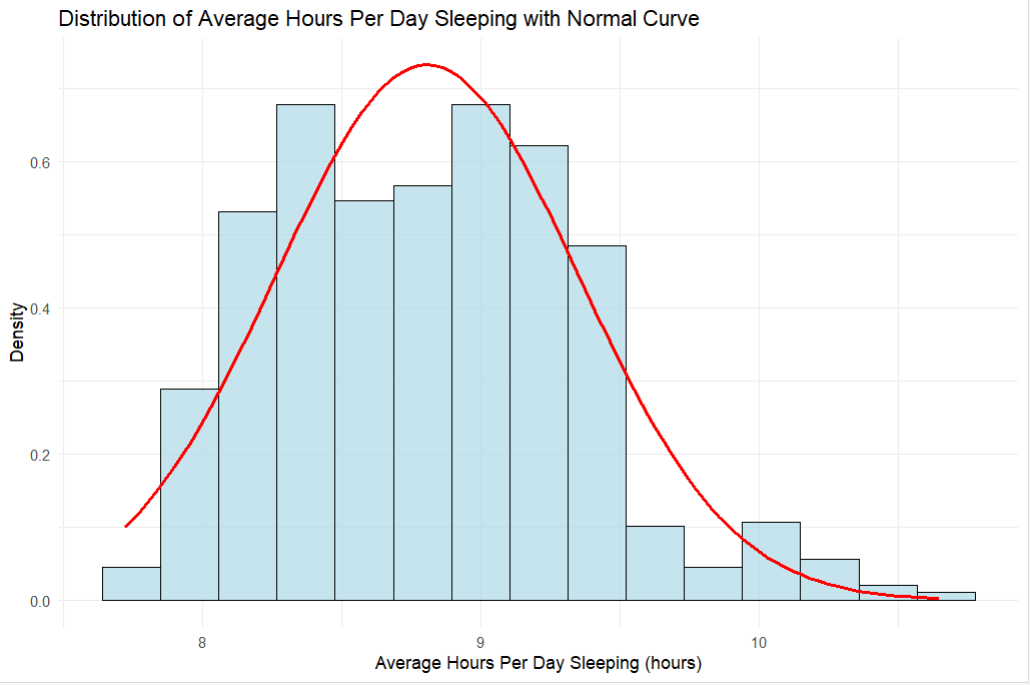 Distribution of Average Hours Per Day Sleeping with Normal Curve
Density
0.6
0.4
0.2
0.0
8 9 10
Average Hours Per Day Sleeping (hours)